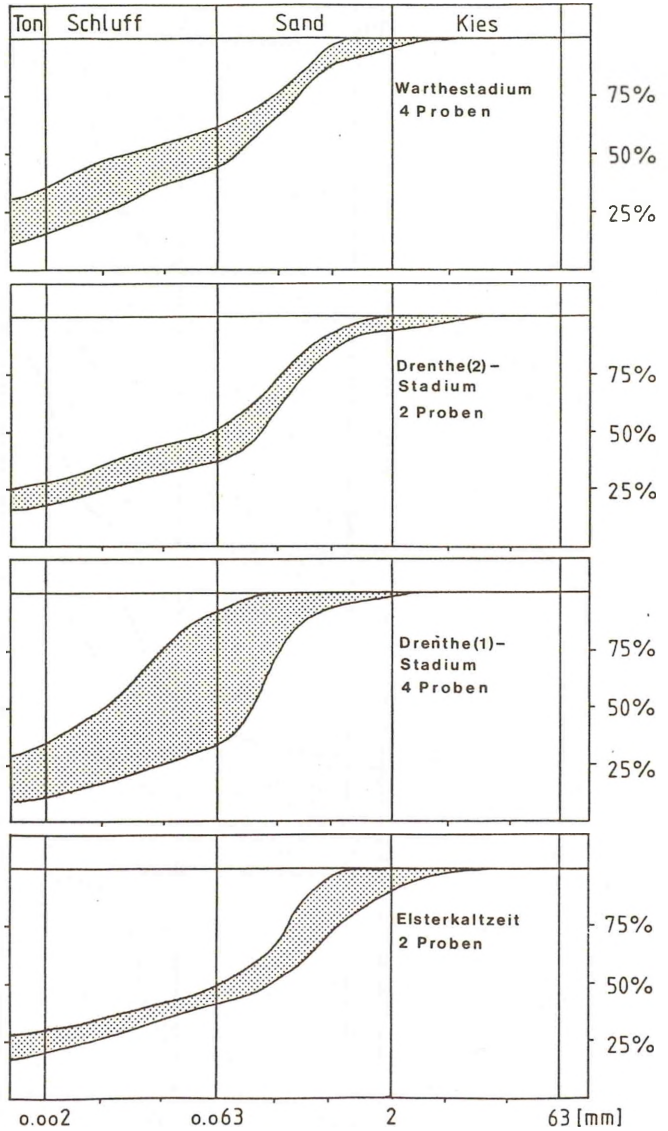 Ton Schluff Sand Kies
Warthestadium
4 Proben
75%
50%
25%
Drenthe(2)-
Stadium
2 Proben
75%
50%
25%
Drenthe(1)-
Stadium
4 Proben
75%
50%
25%
Elsterkaltzeit
2 Proben
75%
50%
25%
0.002 0.063 2 63 [mm]